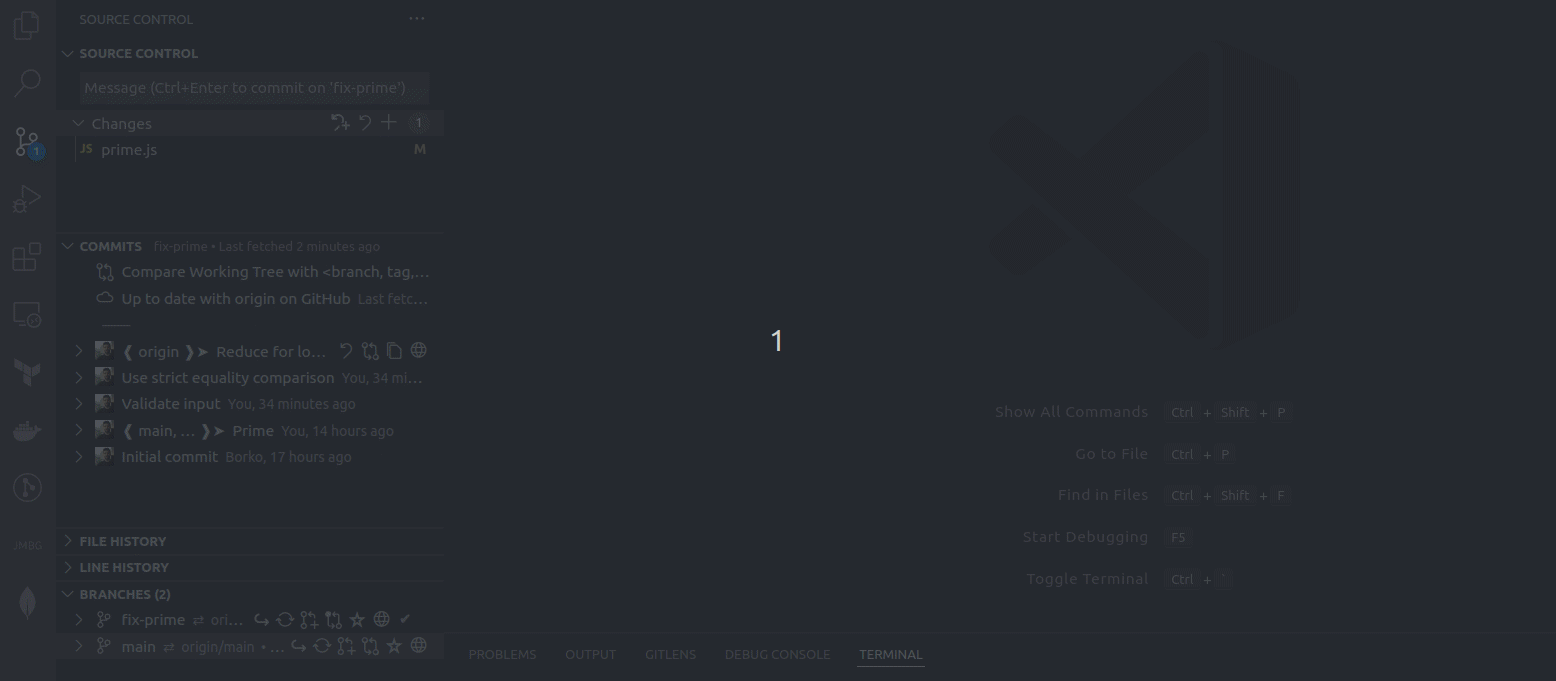 SOURCE CONTROL ···
SOURCE CONTROL
Message (Ctrl+Enter to commit on 'fix-prime')
Changes 1
JS prime.js M
1
COMMITS fix-prime • Last fetched 2 minutes ago
Compare Working Tree with <branch, tag,...
Up to date with origin on GitHub Last fetc...
❰ origin ❱➤ Reduce for lo...
Use strict equality comparison You, 34 mi...
Validate input You, 34 minutes ago
❰ main, ... ❱➤ Prime You, 14 hours ago
Initial commit Borko, 17 hours ago
JMBG
FILE HISTORY
LINE HISTORY
BRANCHES (2)
fix-prime ⇄ ori... ✔
main ⇄ origin/main • ...
1
Show All Commands Ctrl + Shift + P
Go to File Ctrl + P
Find in Files Ctrl + Shift + F
Start Debugging F5
Toggle Terminal Ctrl + `
PROBLEMS OUTPUT GITLENS DEBUG CONSOLE TERMINAL